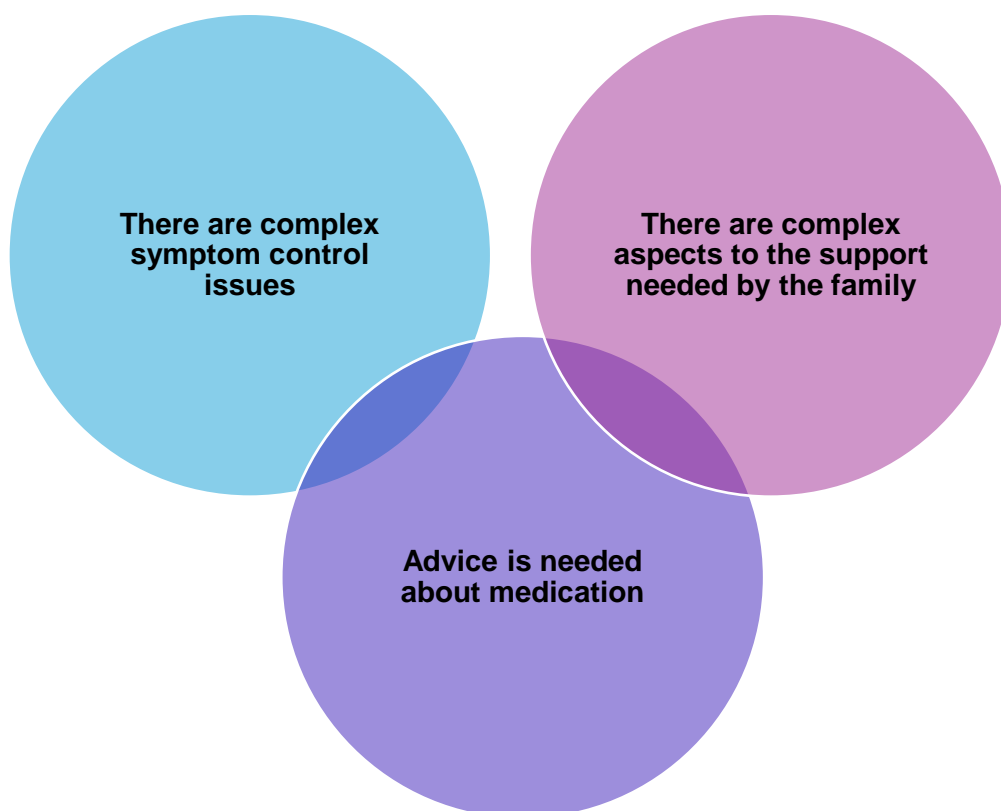 There are complex
symptom control
issues
There are complex
aspects to the support
needed by the family
Advice is needed
about medication